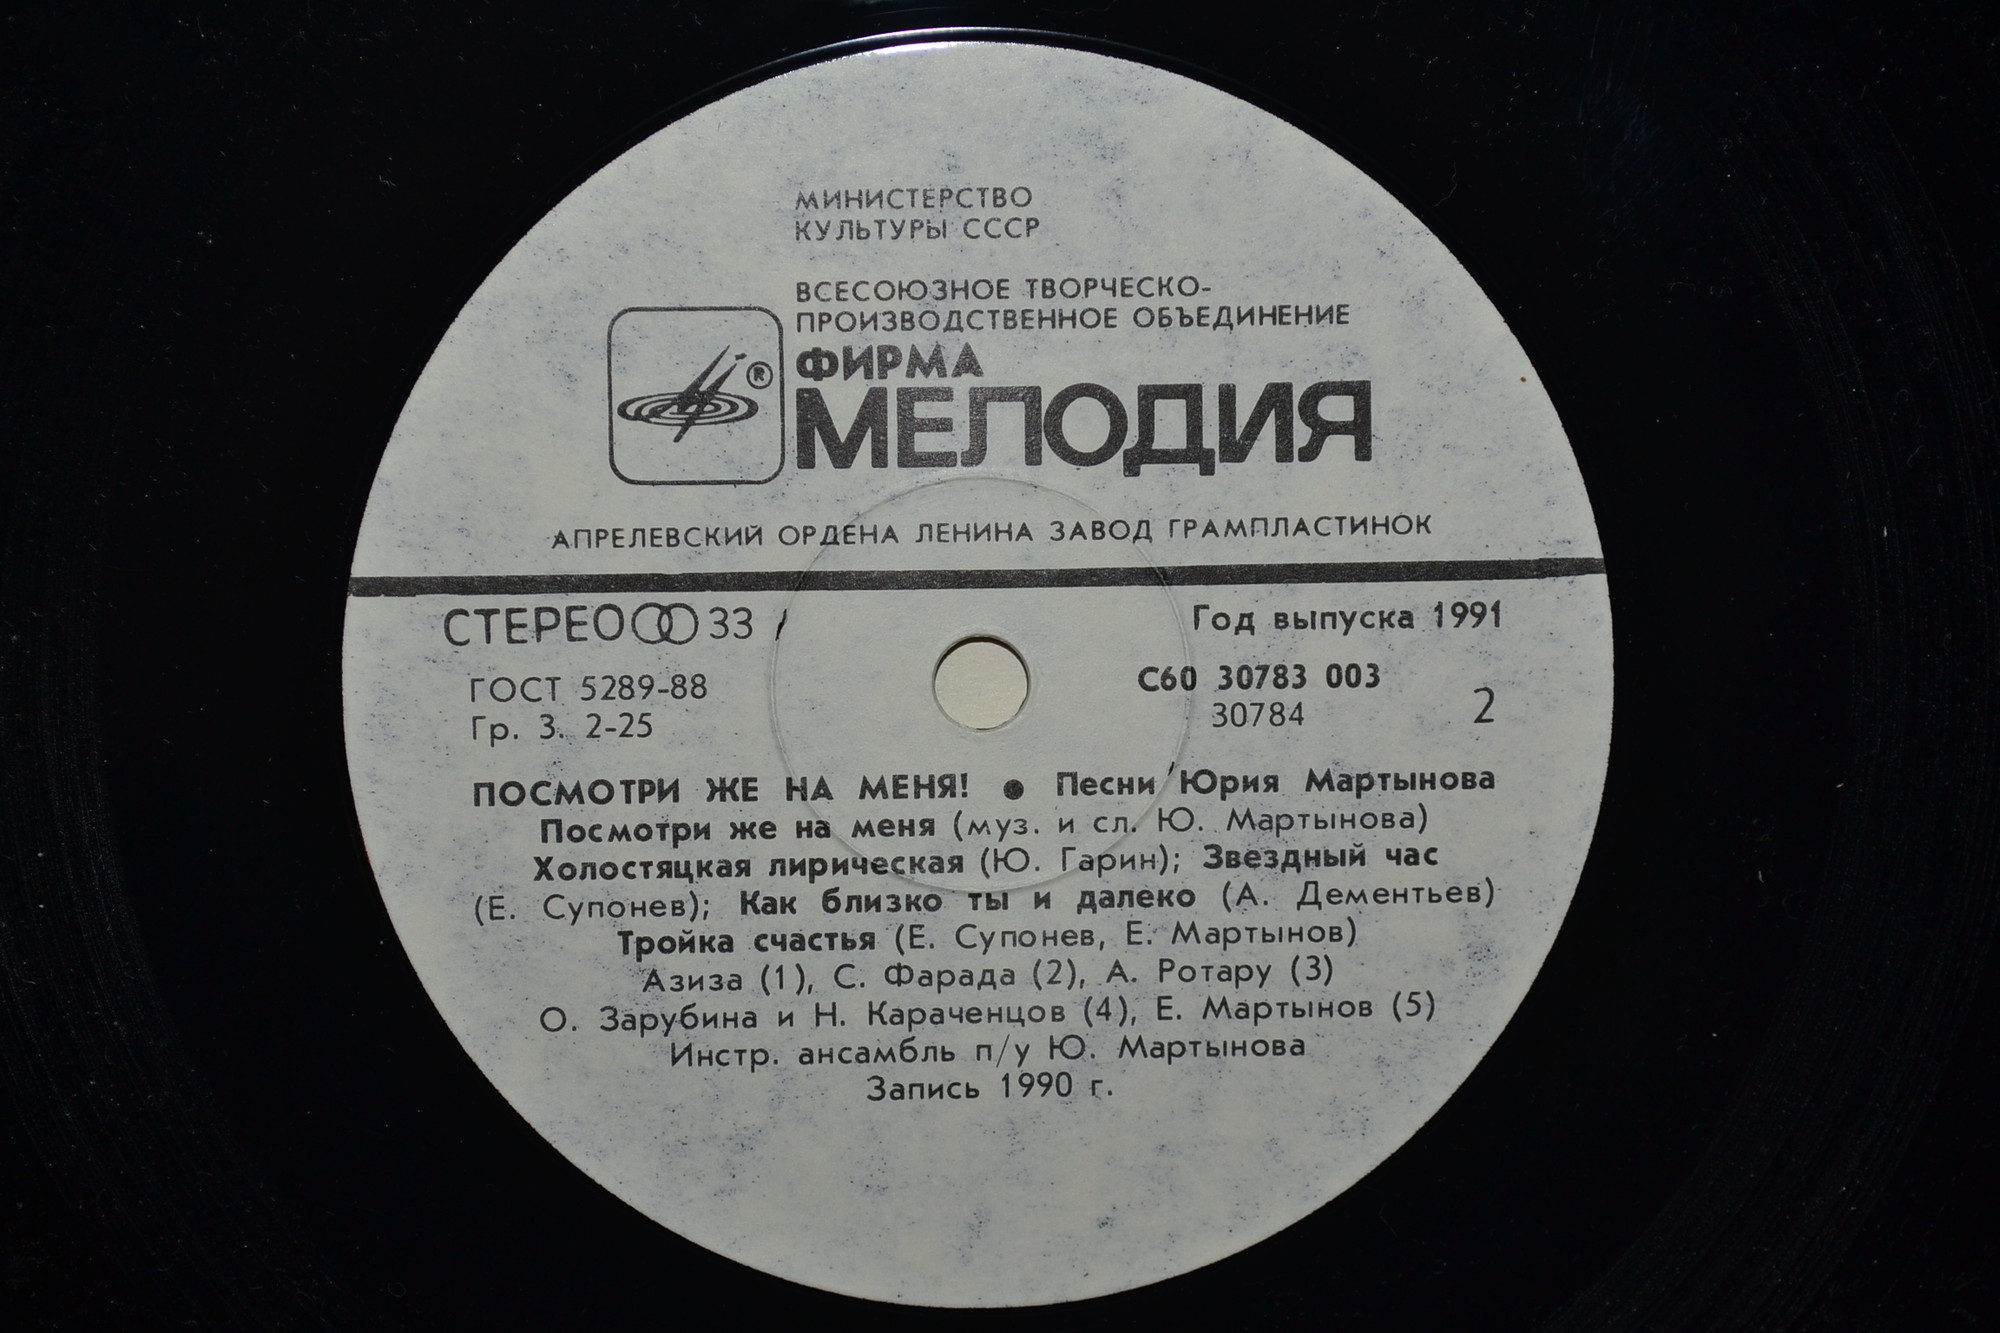 МИНИСТЕРСТВО
КУЛЬТУРЫ СССР
ВСЕСОЮЗНОЕ ТВОРЧЕСКО-
ПРОИЗВОДСТВЕННОЕ ОБЪЕДИНЕНИЕ
ФИРМА
®
МЕЛОДИЯ
АПРЕЛЕВСКИЙ ОРДЕНА ЛЕНИНА ЗАВОД ГРАМПЛАСТИНОК
СТЕРЕО 33
Год выпуска 1991
ГОСТ 5289-88
С60 30783 003
Гр. 3. 2-25
30784
2
ПОСМОТРИ ЖЕ НА МЕНЯ! ● Песни Юрия Мартынова
Посмотри же на меня (муз. и сл. Ю. Мартынова)
Холостяцкая лирическая (Ю. Гарин); Звездный час
(Е. Супонев); Как близко ты и далеко (А. Дементьев)
Тройка счастья (Е. Супонев, Е. Мартынов)
Азиза (1), С. Фарада (2), А. Ротару (3)
О. Зарубина и Н. Караченцов (4), Е. Мартынов (5)
Инстр. ансамбль п/у Ю. Мартынова
Запись 1990 г.